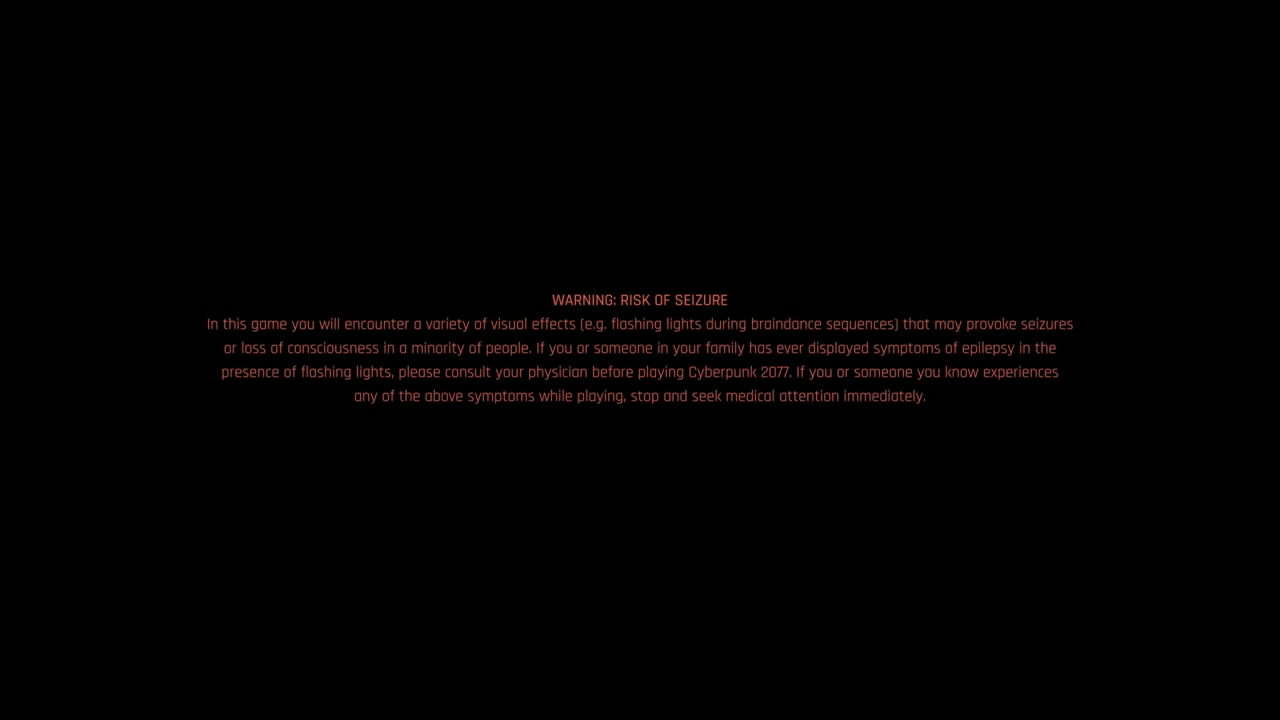 WARNING: RISK OF SEIZURE
In this game you will encounter a variety of visual effects (e.g. flashing lights during braindance sequences) that may provoke seizures
or loss of consciousness in a minority of people. If you or someone in your family has ever displayed symptoms of epilepsy in the
presence of flashing lights, please consult your physician before playing Cyberpunk 2077. If you or someone you know experiences
any of the above symptoms while playing, stop and seek medical attention immediately.